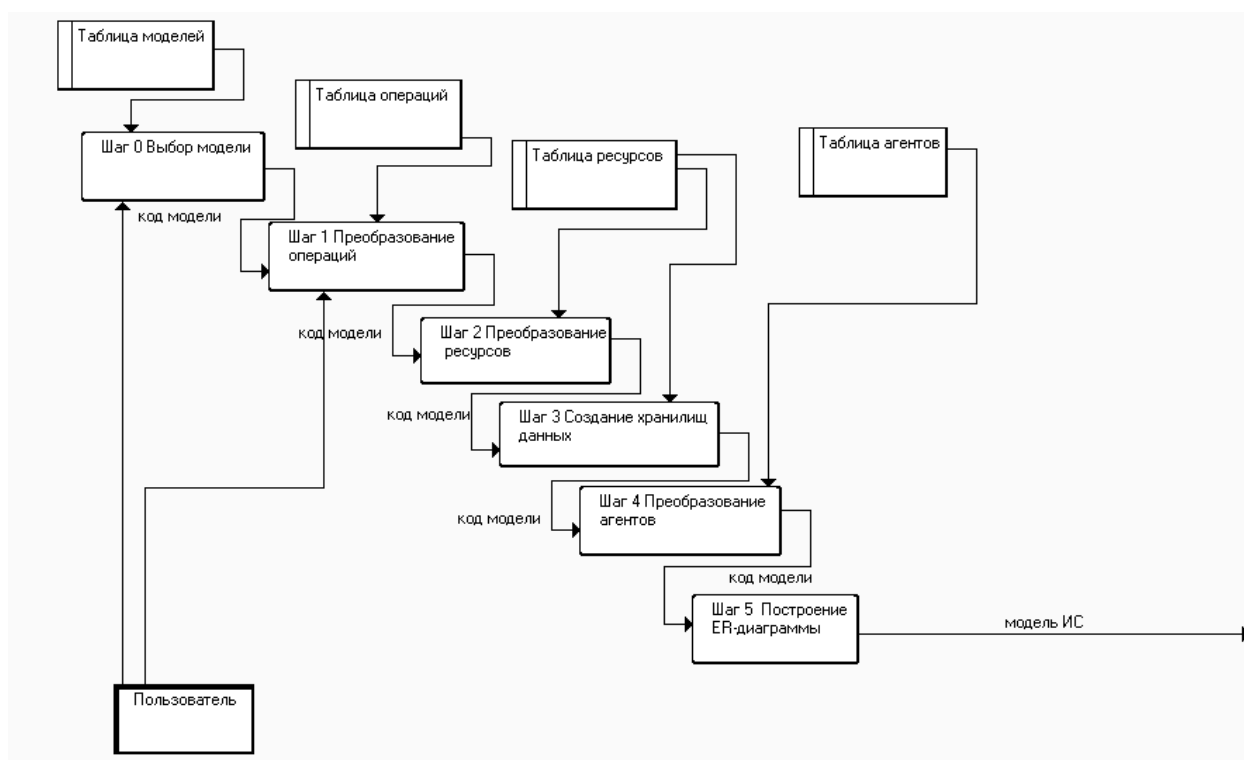 Таблица моделей
Таблица операций
Таблица ресурсов
Таблица агентов
Шаг 0 Выбор модели
код модели
Шаг 1 Преобразование
операций
код модели
Шаг 2 Преобразование
ресурсов
код модели
Шаг 3 Создание хранилищ
данных
код модели
Шаг 4 Преобразование
агентов
код модели
Шаг 5 Построение
ER-диаграммы
модель ИС
Пользователь